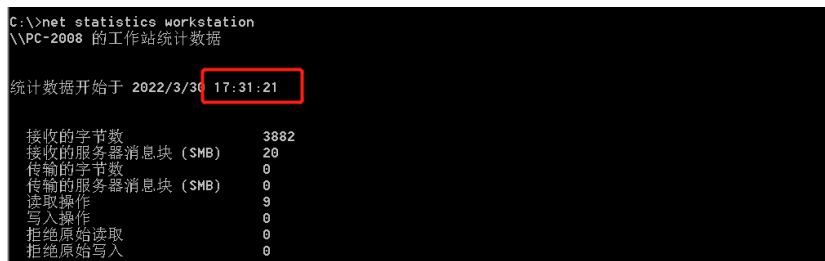 C:\>net statistics workstation
\\PC-2008 的工作站统计数据
统计数据开始于 2022/3/30 17:31:21
接收的字节数 3882
接收的服务器消息块 (SMB) 20
传输的字节数 0
传输的服务器消息块 (SMB) 0
读取操作 9
写入操作 0
拒绝原始读取 0
拒绝原始写入 0